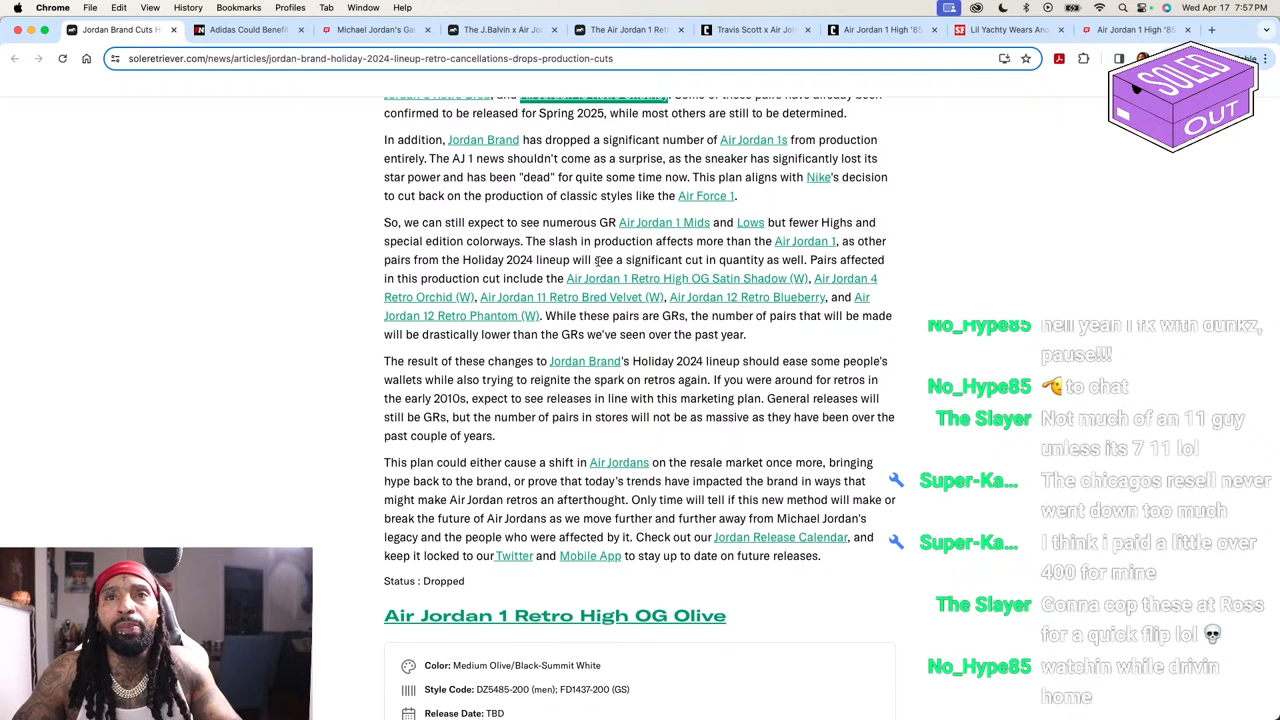 Chrome File Edit View History Bookmarks Profiles Tab Window Help
Wed Apr 17 7:57 PM
Jordan Brand Cuts H
Adidas Could Benefi
Michael Jordan's Ga
The J.Balvin x Air Jo
The Air Jordan 1 Ret
Travis Scott x Air Jo
Air Jordan 1 High '85
Lil Yachty Wears An
Air Jordan 1 High '8
soleretriever.com/news/articles/jordan-brand-holiday-2024-lineup-retro-cancellations-drops-production-cuts
SOLES
OUT
confirmed to be released for Spring 2025, while most others are still to be determined.
In addition, Jordan Brand has dropped a significant number of Air Jordan 1s from production
entirely. The AJ 1 news shouldn't come as a surprise, as the sneaker has significantly lost its
star power and has been "dead" for quite some time now. This plan aligns with Nike's decision
to cut back on the production of classic styles like the Air Force 1.
So, we can still expect to see numerous GR Air Jordan 1 Mids and Lows but fewer Highs and
special edition colorways. The slash in production affects more than the Air Jordan 1, as other
pairs from the Holiday 2024 lineup will see a significant cut in quantity as well. Pairs affected
in this production cut include the Air Jordan 1 Retro High OG Satin Shadow (W), Air Jordan 4
Retro Orchid (W), Air Jordan 11 Retro Bred Velvet (W), Air Jordan 12 Retro Blueberry, and Air
Jordan 12 Retro Phantom (W). While these pairs are GRs, the number of pairs that will be made
will be drastically lower than the GRs we've seen over the past year.
The result of these changes to Jordan Brand's Holiday 2024 lineup should ease some people's
wallets while also trying to reignite the spark on retros again. If you were around for retros in
the early 2010s, expect to see releases in line with this marketing plan. General releases will
still be GRs, but the number of pairs in stores will not be as massive as they have been over the
past couple of years.
This plan could either cause a shift in Air Jordans on the resale market once more, bringing
hype back to the brand, or prove that today's trends have impacted the brand in ways that
might make Air Jordan retros an afterthought. Only time will tell if this new method will make or
break the future of Air Jordans as we move further and further away from Michael Jordan's
legacy and the people who were affected by it. Check out our Jordan Release Calendar, and
keep it locked to our Twitter and Mobile App to stay up to date on future releases.
Status : Dropped
Air Jordan 1 Retro High OG Olive
Color: Medium Olive/Black-Summit White
Style Code: DZ5485-200 (men); FD1437-200 (GS)
Release Date: TBD
No_Hype85 hell yeah I fk with dunkz,
pause!!!
No_Hype85 to chat
The Slayer Not much of an 11 guy
unless its 7 11 lol
Super-Ka... The chicagos resell never
went down too much
Super-Ka... I think i paid a little over
400 for mine
The Slayer Gonna cop these at Ross
for a quick flip lol
No_Hype85 watchin while drivin
home